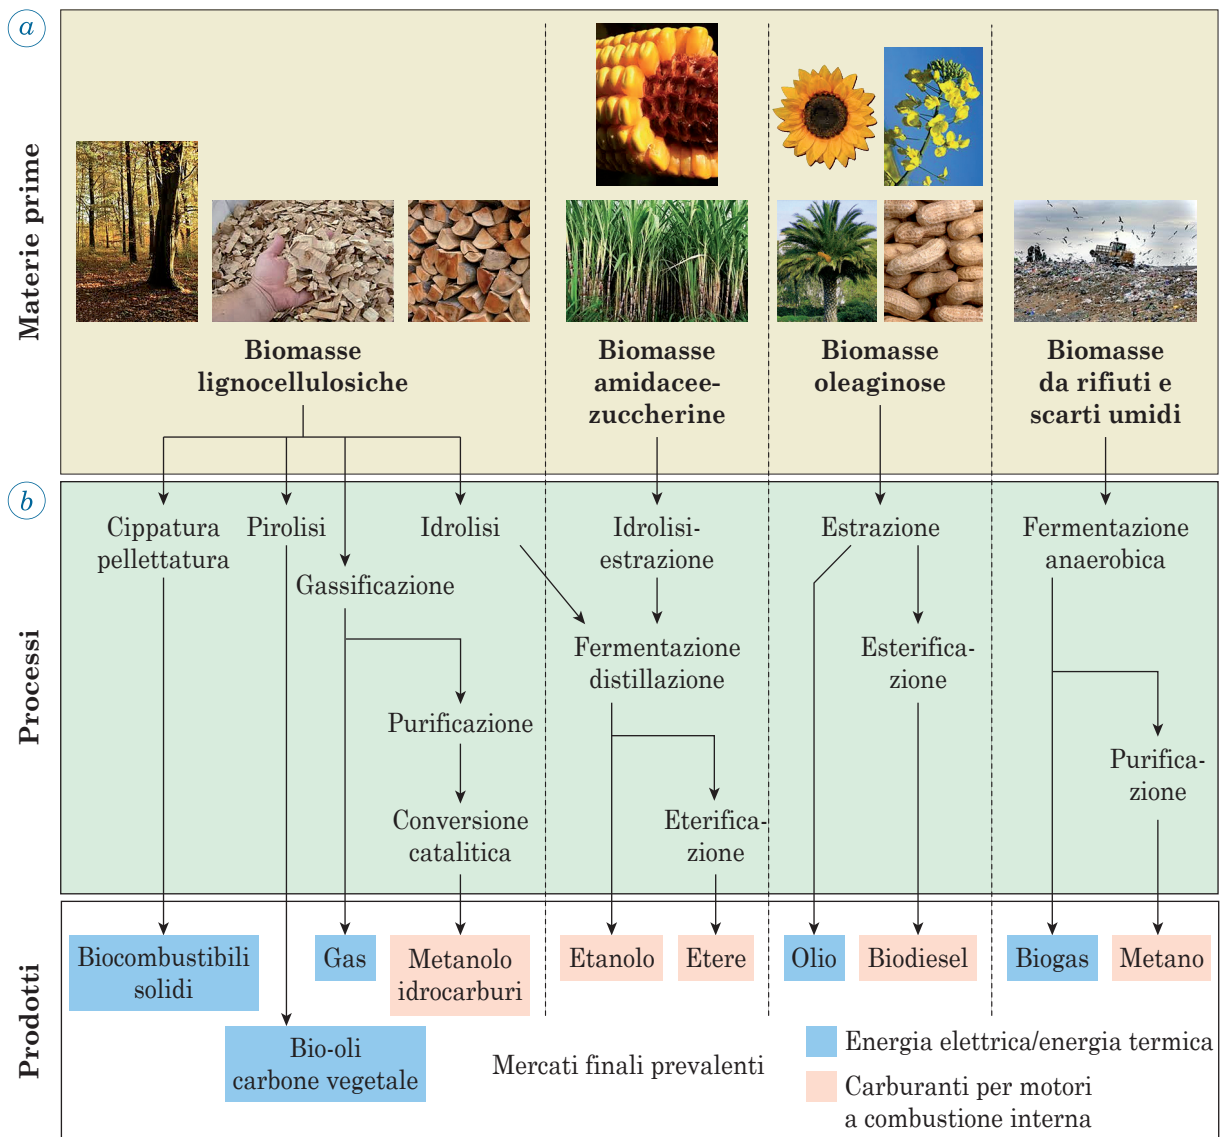 a
Materie prime
Biomasse
lignocellulosiche
Biomasse
amidacee-
zuccherine
Biomasse
oleaginose
Biomasse
da rifiuti e
scarti umidi
b
Processi
Cippatura
pellettatura
Pirolisi
Gassificazione
Idrolisi
Purificazione
Conversione
catalitica
Idrolisi-
estrazione
Fermentazione
distillazione
Eterifica-
zione
Estrazione
Esterifica-
zione
Fermentazione
anaerobica
Purifica-
zione
Prodotti
Biocombustibili
solidi
Bio-oli
carbone vegetale
Gas
Metanolo
idrocarburi
Etanolo
Etere
Olio
Biodiesel
Biogas
Metano
Mercati finali prevalenti
Energia elettrica/energia termica
Carburanti per motori
a combustione interna